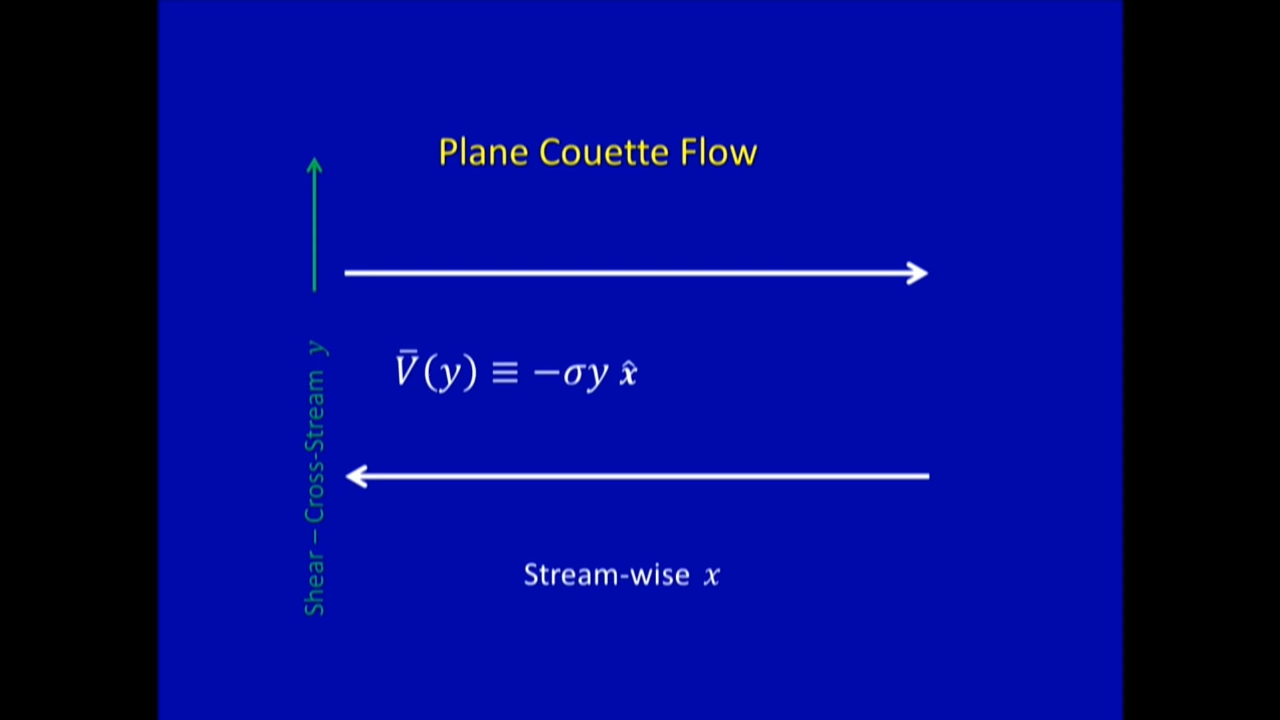 Plane Couette Flow
V̄(y) ≡ −σy x̂
Shear – Cross-Stream y
Stream-wise x